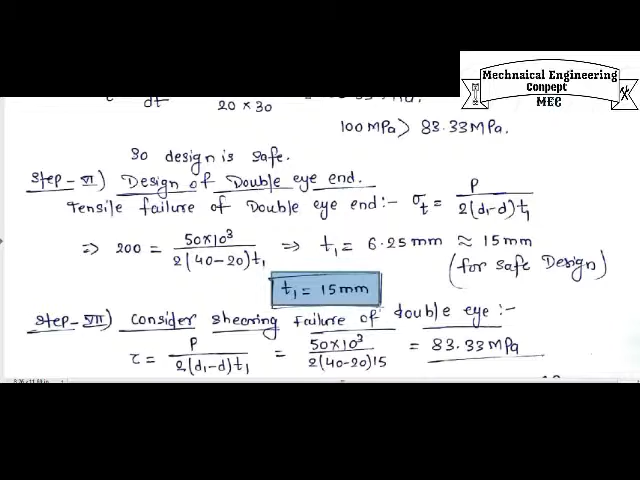 Mechnaical Engineering
Conpept
MEC
dt
20 × 30
100 MPa > 83.33 MPa.
So design is safe.
Step-VI) Design of Double eye end.
Tensile failure of Double eye end:- σt = P / 2(d1-d)t1
⇒ 200 = 50×10³ / 2(40-20)t1 ⇒ t1 = 6.25 mm ≈ 15 mm
(for safe Design)
t1 = 15 mm
Step-VII) Consider shearing failure of double eye:-
τ = P / 2(d1-d)t1 = 50×10³ / 2(40-20)15 = 83.33 MPa